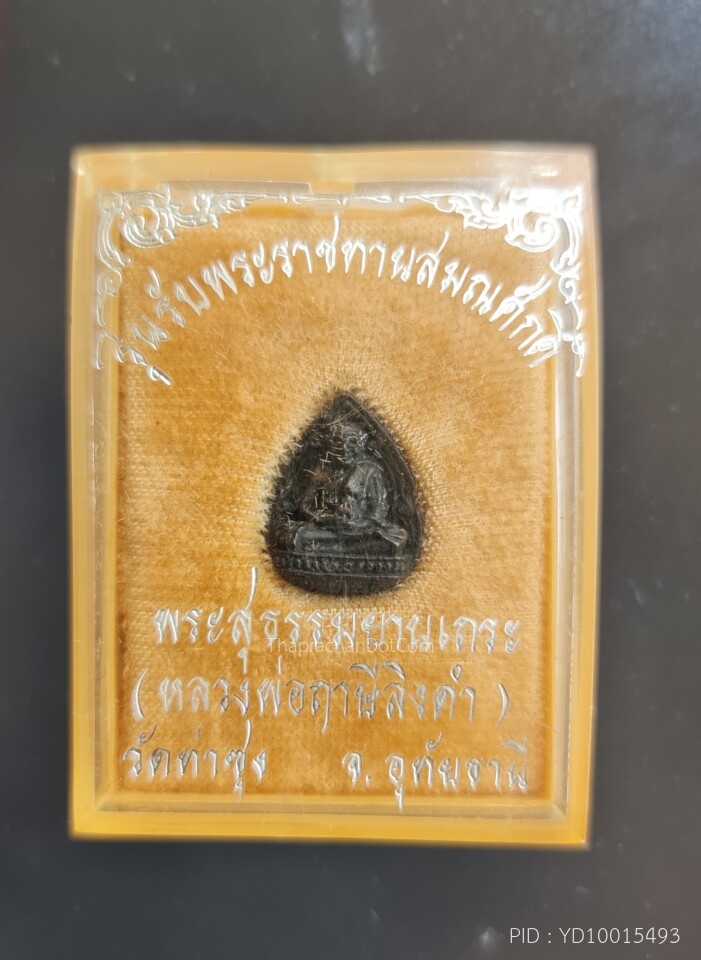 รุ่นรับพระราชทานสมณศักดิ์
พระสุธรรมยานเถระ
ThaprachanDotCom
(หลวงพ่อฤาษีลิงดำ)
วัดท่าซุง จ. อุทัยธานี
PID : YD10015493